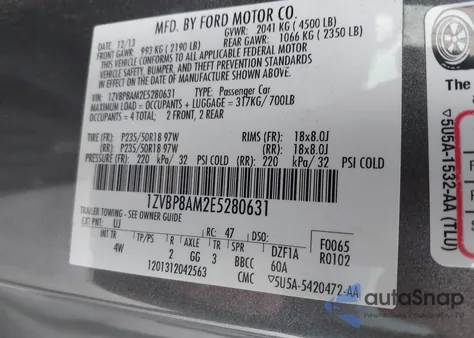 MFD. BY FORD MOTOR CO.
DATE: 12/13 GVWR: 2041 KG ( 4500 LB)
FRONT GAWR: 993 KG ( 2190 LB) REAR GAWR: 1066 KG ( 2350 LB)
THIS VEHICLE CONFORMS TO ALL APPLICABLE FEDERAL MOTOR
VEHICLE SAFETY, BUMPER, AND THEFT PREVENTION STANDARDS IN
EFFECT ON THE DATE OF MANUFACTURE SHOWN ABOVE.
VIN: 1ZVBP8AM2E5280631 TYPE: Passenger Car
MAXIMUM LOAD = OCCUPANTS + LUGGAGE = 317KG/ 700LB
OCCUPANTS = 4 TOTAL: 2 FRONT, 2 REAR
TIRE (FR): P235/50R18 97W RIMS (FR): 18x8.0J
(RR): P235/50R18 97W (RR): 18x8.0J
PRESSURE (FR): 220 kPa/ 32 PSI COLD (RR): 220 kPa/ 32 PSI COLD
1ZVBP8AM2E5280631
TRAILER TOWING - SEE OWNER GUIDE
EXT PNT: UJ RC: 47 DSO: F0065
INT TR R AXLE TR SPR DZF1A R0102
4W 2 GG 3 BBCC 60A
1201312042563 CMC 5U5A-5420472-AA
The
5U5A-1532-AA (TLU)
autoSnap